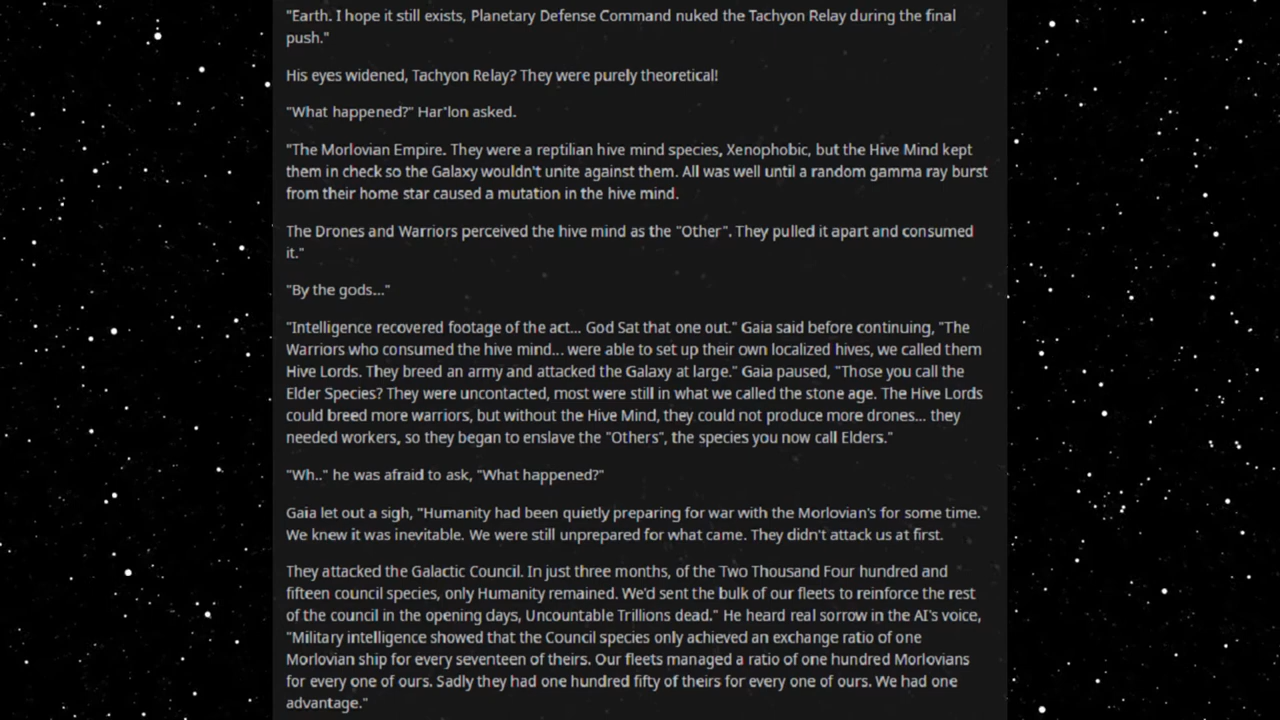 "Earth. I hope it still exists, Planetary Defense Command nuked the Tachyon Relay during the final
push."
His eyes widened, Tachyon Relay? They were purely theoretical!
"What happened?" Har'lon asked.
"The Morlovian Empire. They were a reptilian hive mind species, Xenophobic, but the Hive Mind kept
them in check so the Galaxy wouldn't unite against them. All was well until a random gamma ray burst
from their home star caused a mutation in the hive mind.
The Drones and Warriors perceived the hive mind as the "Other". They pulled it apart and consumed
it."
"By the gods..."
"Intelligence recovered footage of the act... God Sat that one out." Gaia said before continuing, "The
Warriors who consumed the hive mind... were able to set up their own localized hives, we called them
Hive Lords. They breed an army and attacked the Galaxy at large." Gaia paused, "Those you call the
Elder Species? They were uncontacted, most were still in what we called the stone age. The Hive Lords
could breed more warriors, but without the Hive Mind, they could not produce more drones... they
needed workers, so they began to enslave the "Others", the species you now call Elders."
"Wh.." he was afraid to ask, "What happened?"
Gaia let out a sigh, "Humanity had been quietly preparing for war with the Morlovian's for some time.
We knew it was inevitable. We were still unprepared for what came. They didn't attack us at first.
They attacked the Galactic Council. In just three months, of the Two Thousand Four hundred and
fifteen council species, only Humanity remained. We'd sent the bulk of our fleets to reinforce the rest
of the council in the opening days, Uncountable Trillions dead." He heard real sorrow in the AI's voice,
"Military intelligence showed that the Council species only achieved an exchange ratio of one
Morlovian ship for every seventeen of theirs. Our fleets managed a ratio of one hundred Morlovians
for every one of ours. Sadly they had one hundred fifty of theirs for every one of ours. We had one
advantage."